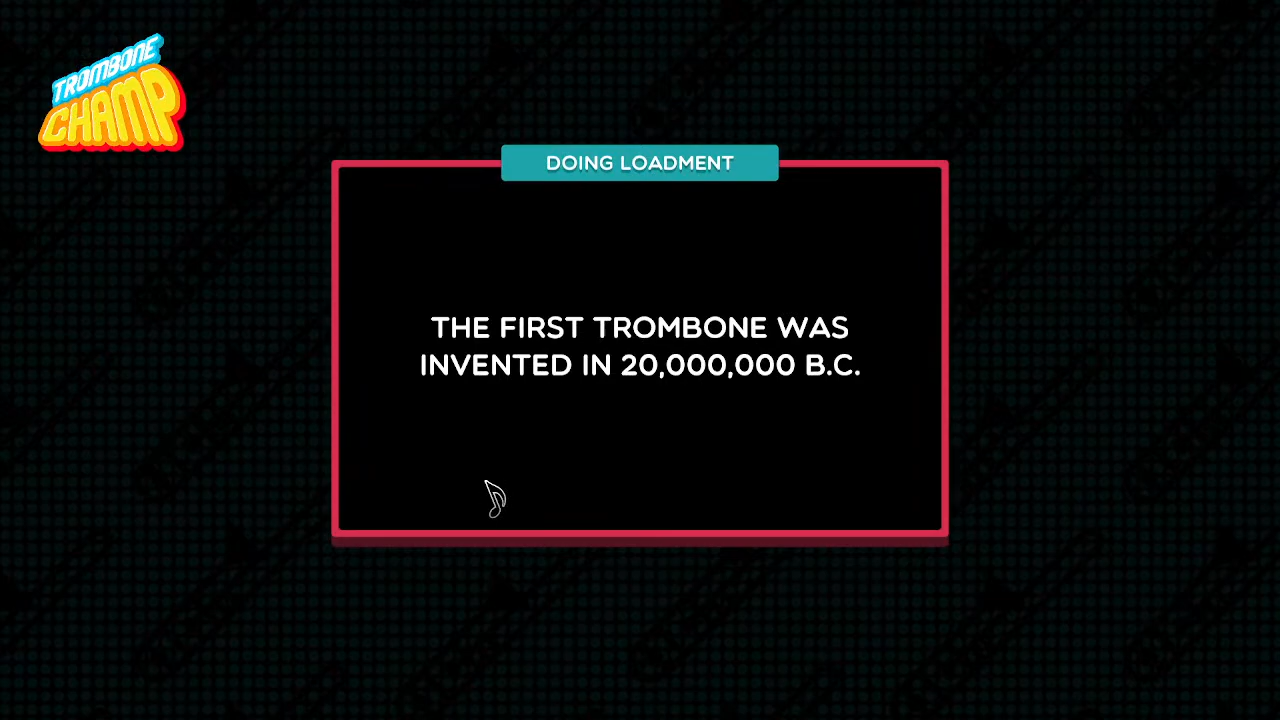 TROMBONE
CHAMP
DOING LOADMENT
THE FIRST TROMBONE WAS
INVENTED IN 20,000,000 B.C.